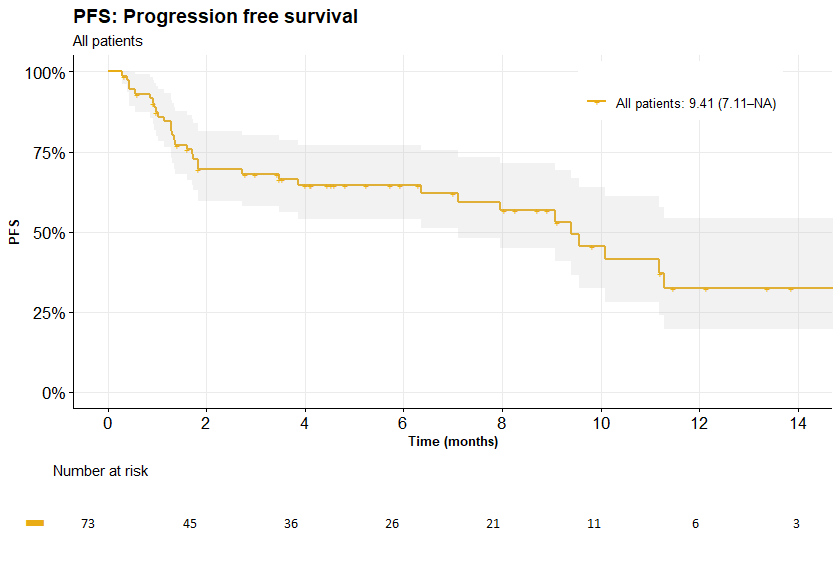 PFS: Progression free survival
All patients
100%
75%
50%
25%
0%
PFS
All patients: 9.41 (7.11–NA)
0 2 4 6 8 10 12 14
Time (months)
Number at risk
73 45 36 26 21 11 6 3